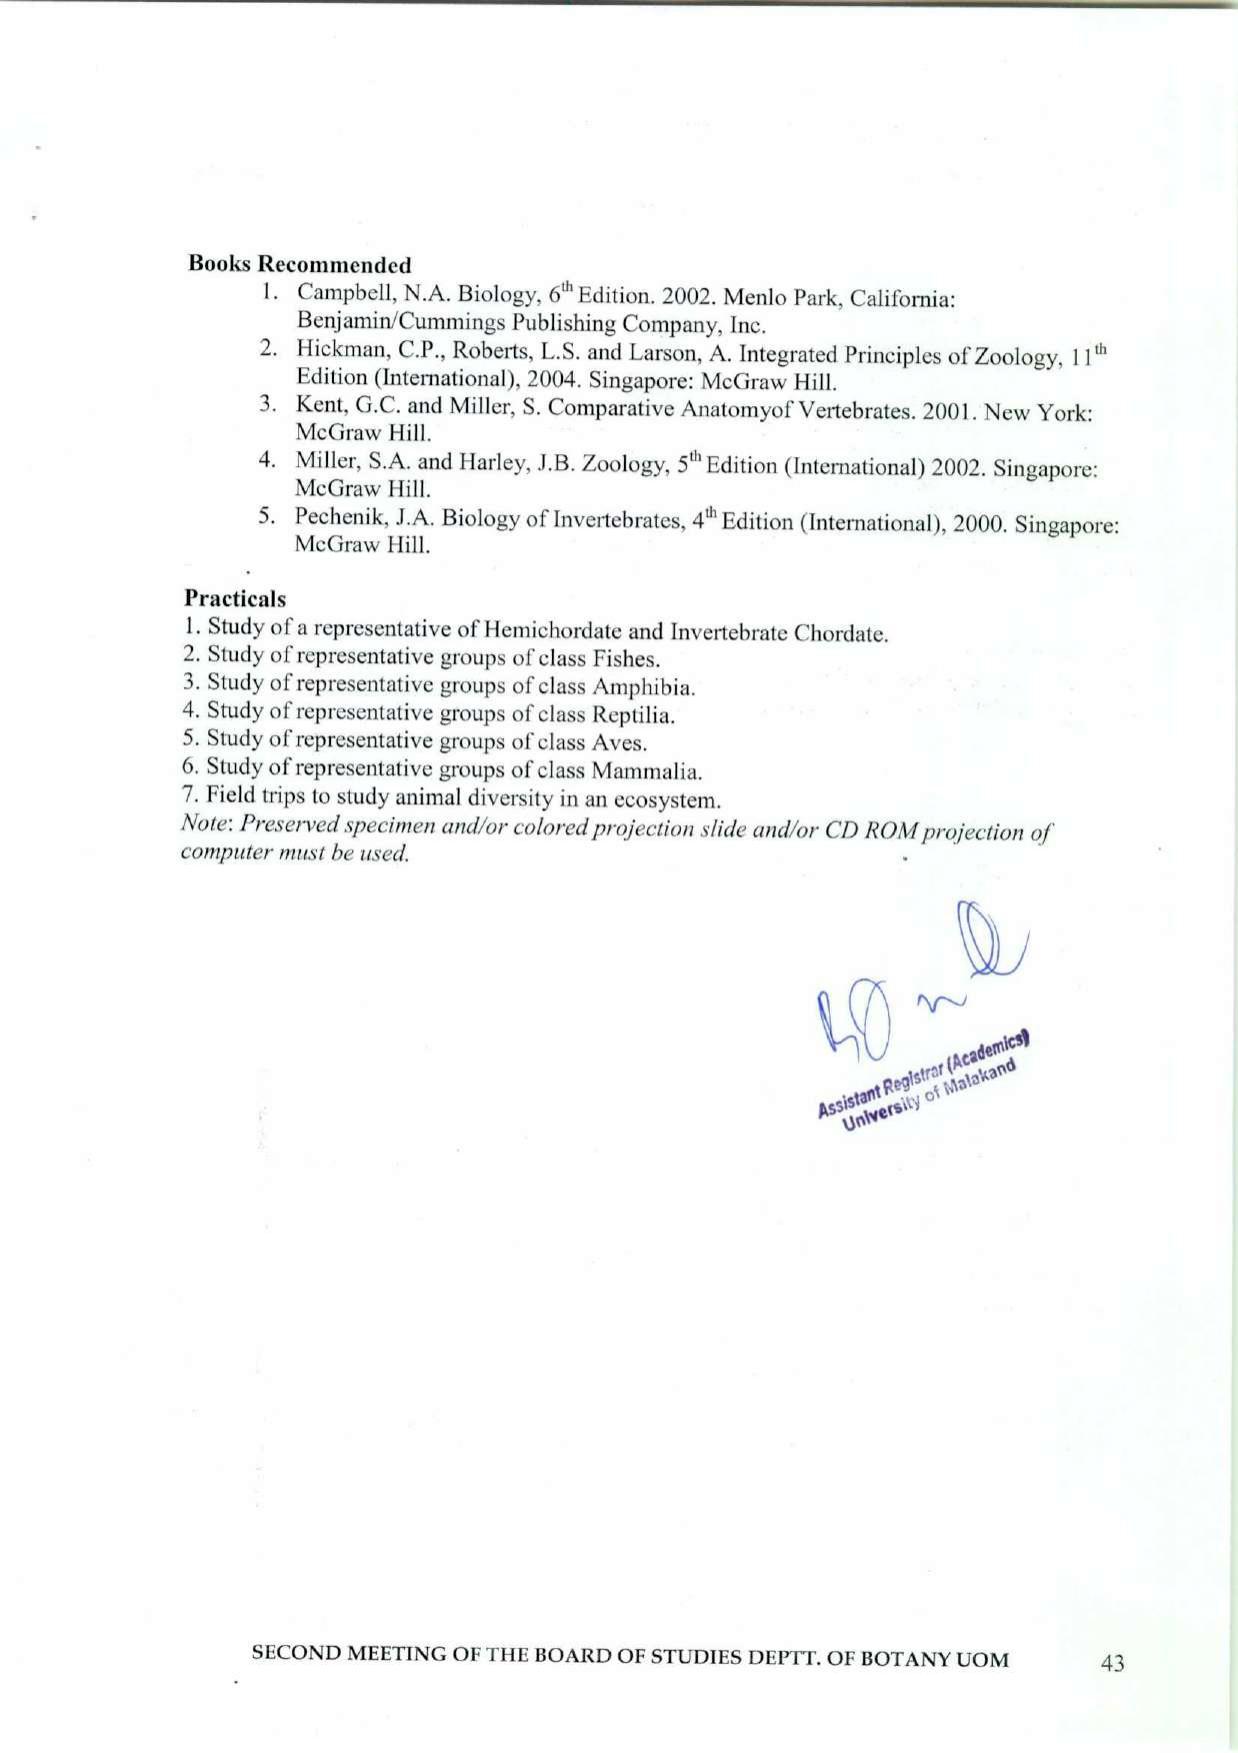 Books Recommended
1. Campbell, N.A. Biology, 6th Edition. 2002. Menlo Park, California:
Benjamin/Cummings Publishing Company, Inc.
2. Hickman, C.P., Roberts, L.S. and Larson, A. Integrated Principles of Zoology, 11th
Edition (International), 2004. Singapore: McGraw Hill.
3. Kent, G.C. and Miller, S. Comparative Anatomyof Vertebrates. 2001. New York:
McGraw Hill.
4. Miller, S.A. and Harley, J.B. Zoology, 5th Edition (International) 2002. Singapore:
McGraw Hill.
5. Pechenik, J.A. Biology of Invertebrates, 4th Edition (International), 2000. Singapore:
McGraw Hill.
Practicals
1. Study of a representative of Hemichordate and Invertebrate Chordate.
2. Study of representative groups of class Fishes.
3. Study of representative groups of class Amphibia.
4. Study of representative groups of class Reptilia.
5. Study of representative groups of class Aves.
6. Study of representative groups of class Mammalia.
7. Field trips to study animal diversity in an ecosystem.
Note: Preserved specimen and/or colored projection slide and/or CD ROM projection of
computer must be used.
Assistant Registrar (Academics)
University of Malakand
SECOND MEETING OF THE BOARD OF STUDIES DEPTT. OF BOTANY UOM
43